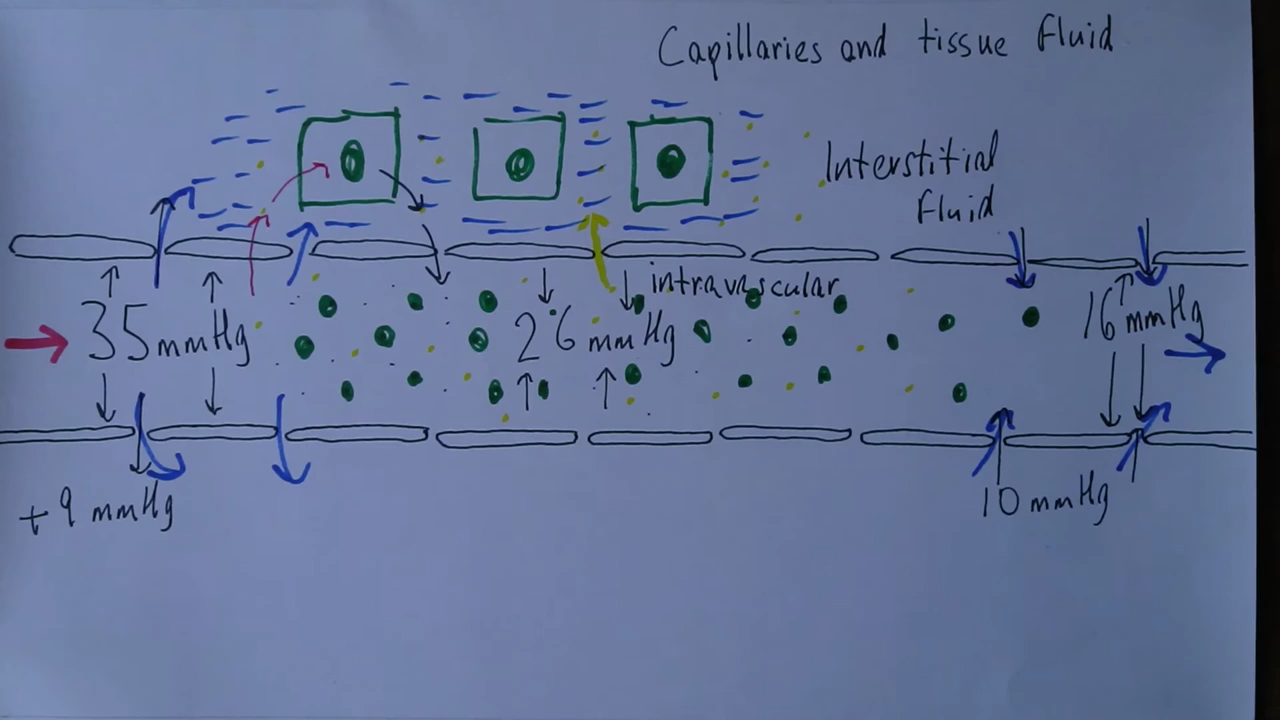 Capillaries and tissue fluid
Interstitial
fluid
intravascular
35 mmHg
26 mmHg
16 mmHg
+9 mmHg
10 mmHg